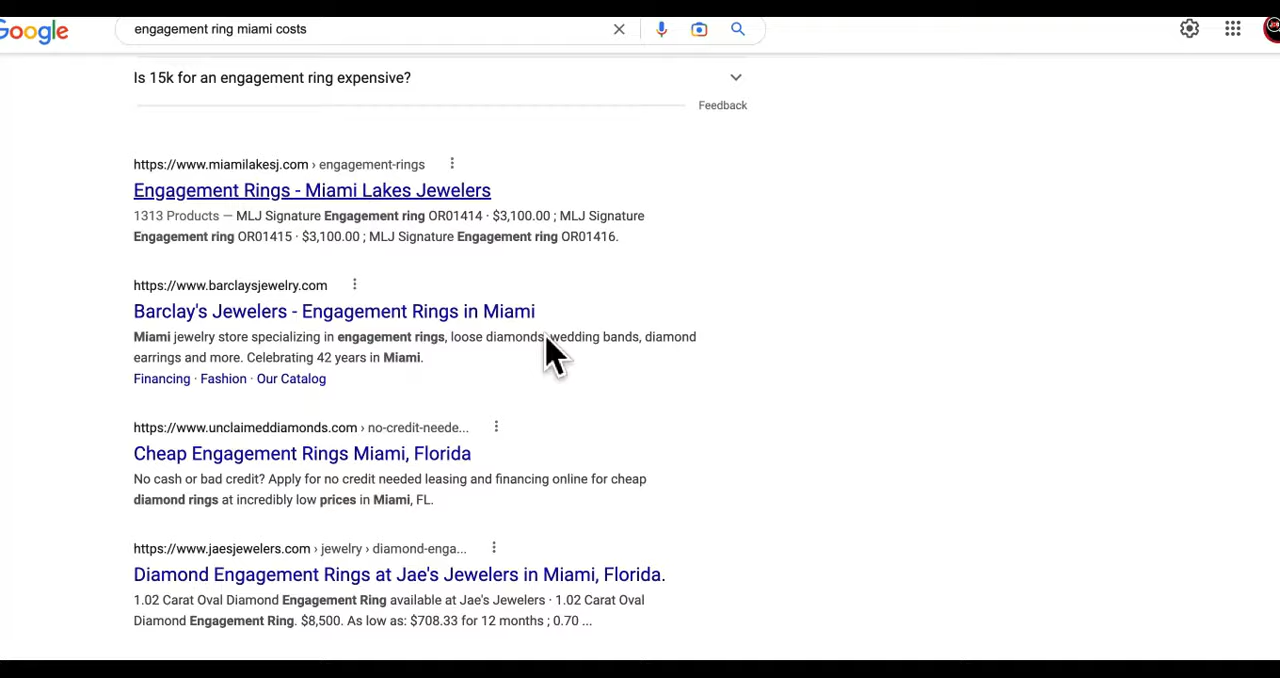 Google
engagement ring miami costs
Is 15k for an engagement ring expensive?
Feedback
https://www.miamilakesj.com › engagement-rings
Engagement Rings - Miami Lakes Jewelers
1313 Products — MLJ Signature Engagement ring OR01414 · $3,100.00 ; MLJ Signature
Engagement ring OR01415 · $3,100.00 ; MLJ Signature Engagement ring OR01416.
https://www.barclaysjewelry.com
Barclay's Jewelers - Engagement Rings in Miami
Miami jewelry store specializing in engagement rings, loose diamonds, wedding bands, diamond
earrings and more. Celebrating 42 years in Miami.
Financing · Fashion · Our Catalog
https://www.unclaimeddiamonds.com › no-credit-neede...
Cheap Engagement Rings Miami, Florida
No cash or bad credit? Apply for no credit needed leasing and financing online for cheap
diamond rings at incredibly low prices in Miami, FL.
https://www.jaesjewelers.com › jewelry › diamond-enga...
Diamond Engagement Rings at Jae's Jewelers in Miami, Florida.
1.02 Carat Oval Diamond Engagement Ring available at Jae's Jewelers · 1.02 Carat Oval
Diamond Engagement Ring. $8,500. As low as: $708.33 for 12 months ; 0.70 ...